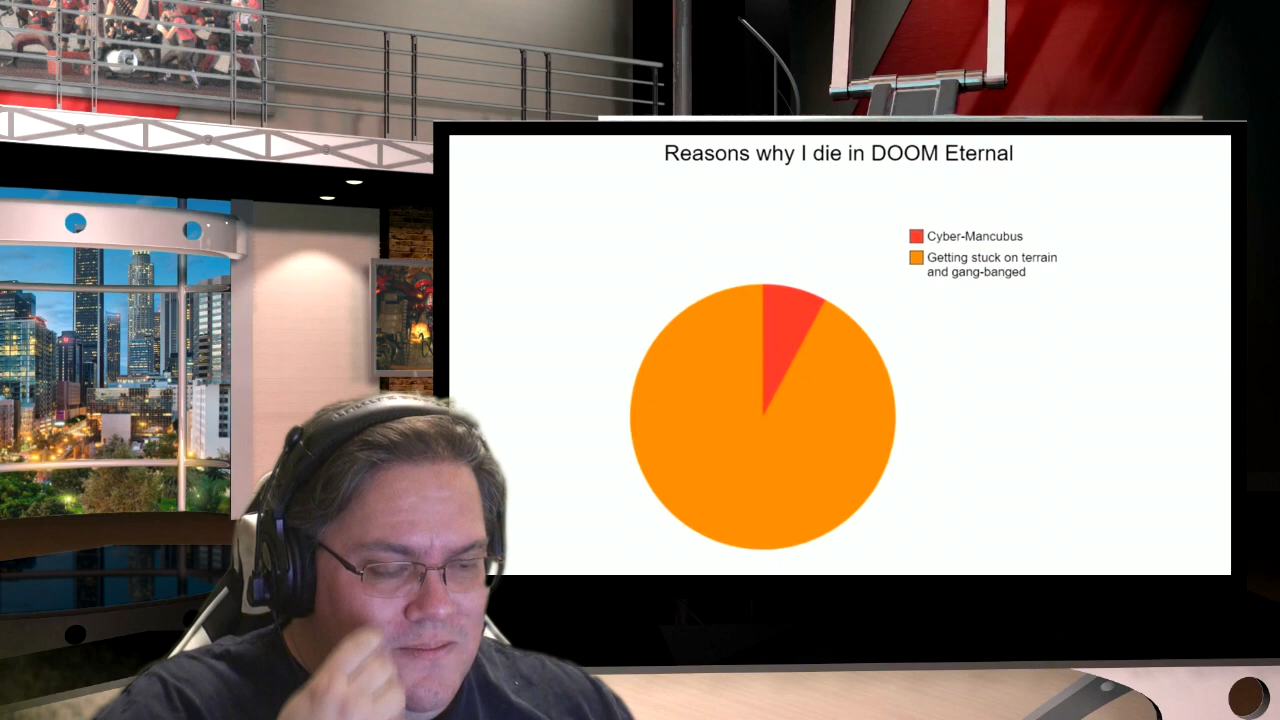 Reasons why I die in DOOM Eternal
Cyber-Mancubus
Getting stuck on terrain
and gang-banged